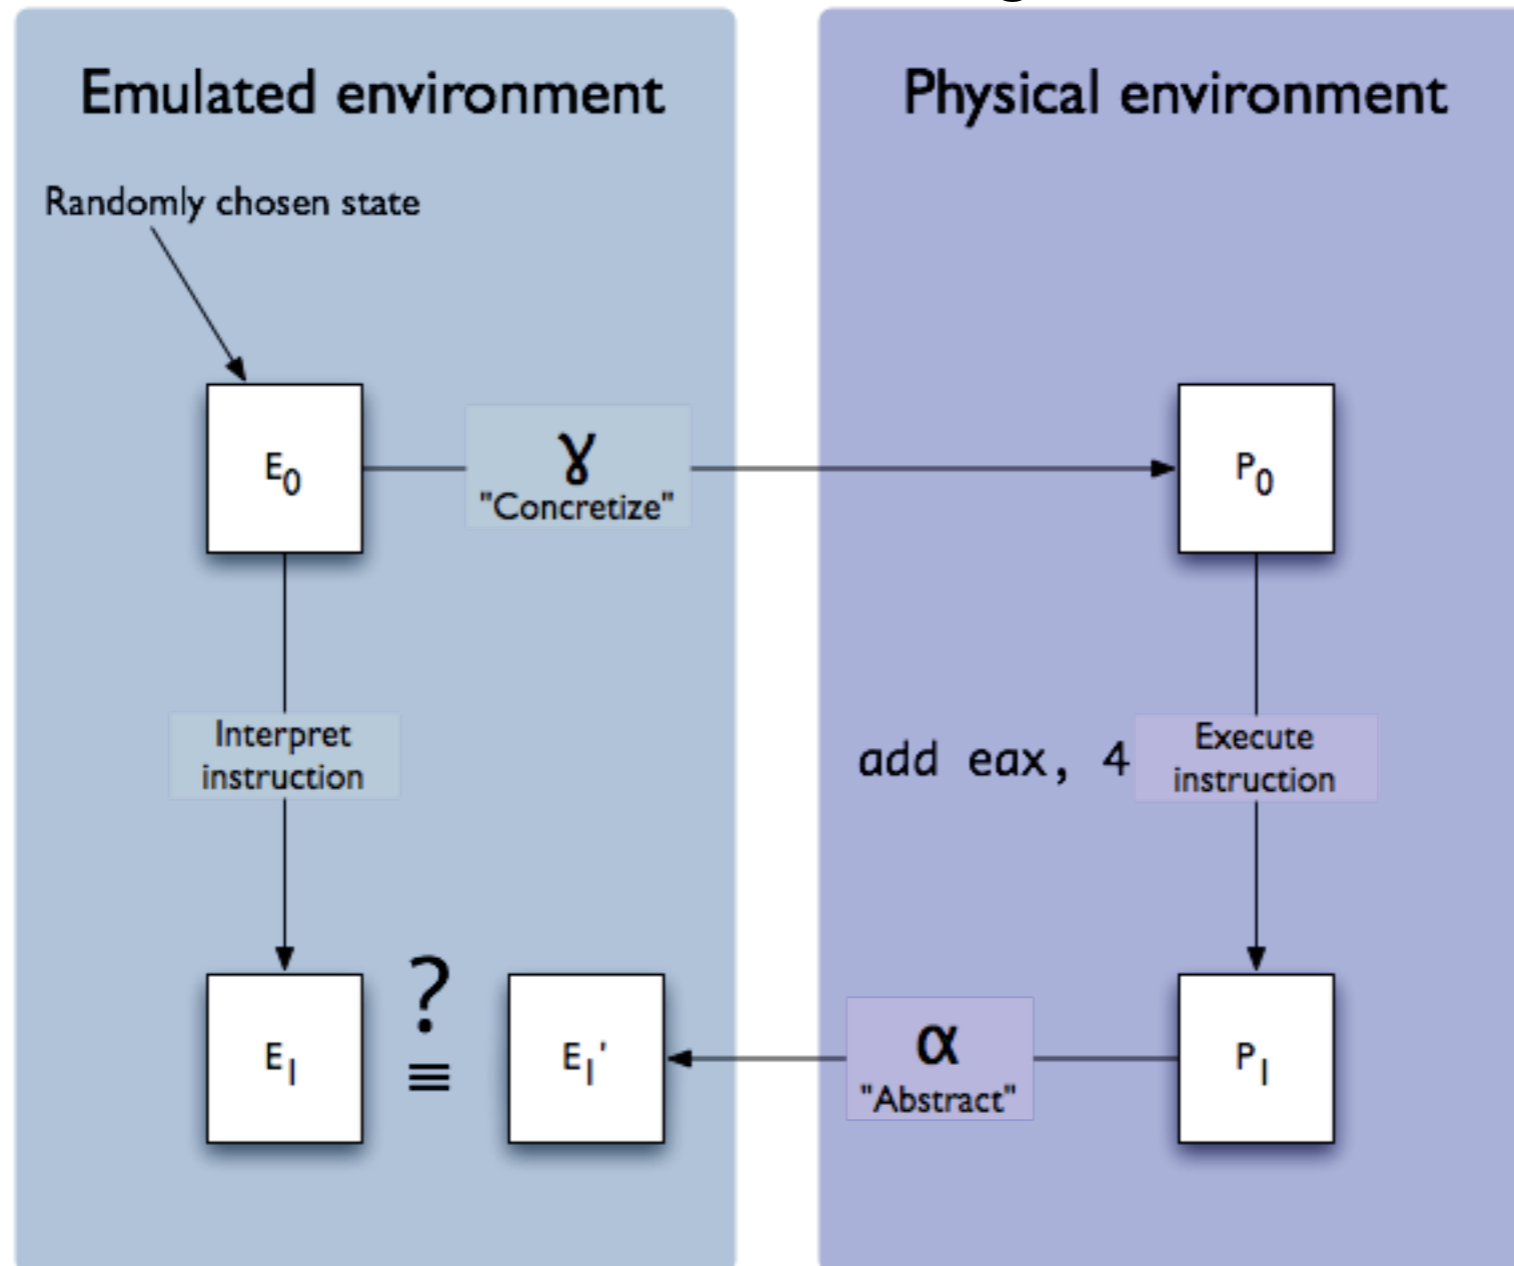 Emulated environment
Physical environment
Randomly chosen state
E0
γ
"Concretize"
P0
Interpret
instruction
add eax, 4
Execute
instruction
?
≡
E1
E1'
α
"Abstract"
P1